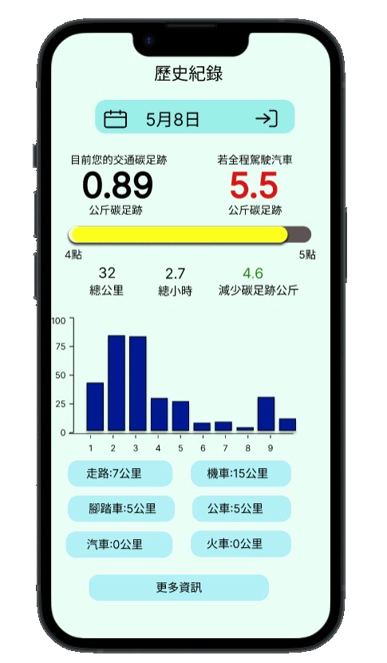 歷史紀錄
5月8日
目前您的交通碳足跡 若全程駕駛汽車
0.89 5.5
公斤碳足跡 公斤碳足跡
4點 5點
32 2.7 4.6
總公里 總小時 減少碳足跡公斤
100
75
50
25
0
1 2 3 4 5 6 7 8 9
走路:7公里 機車:15公里
腳踏車:5公里 公車:5公里
汽車:0公里 火車:0公里
更多資訊